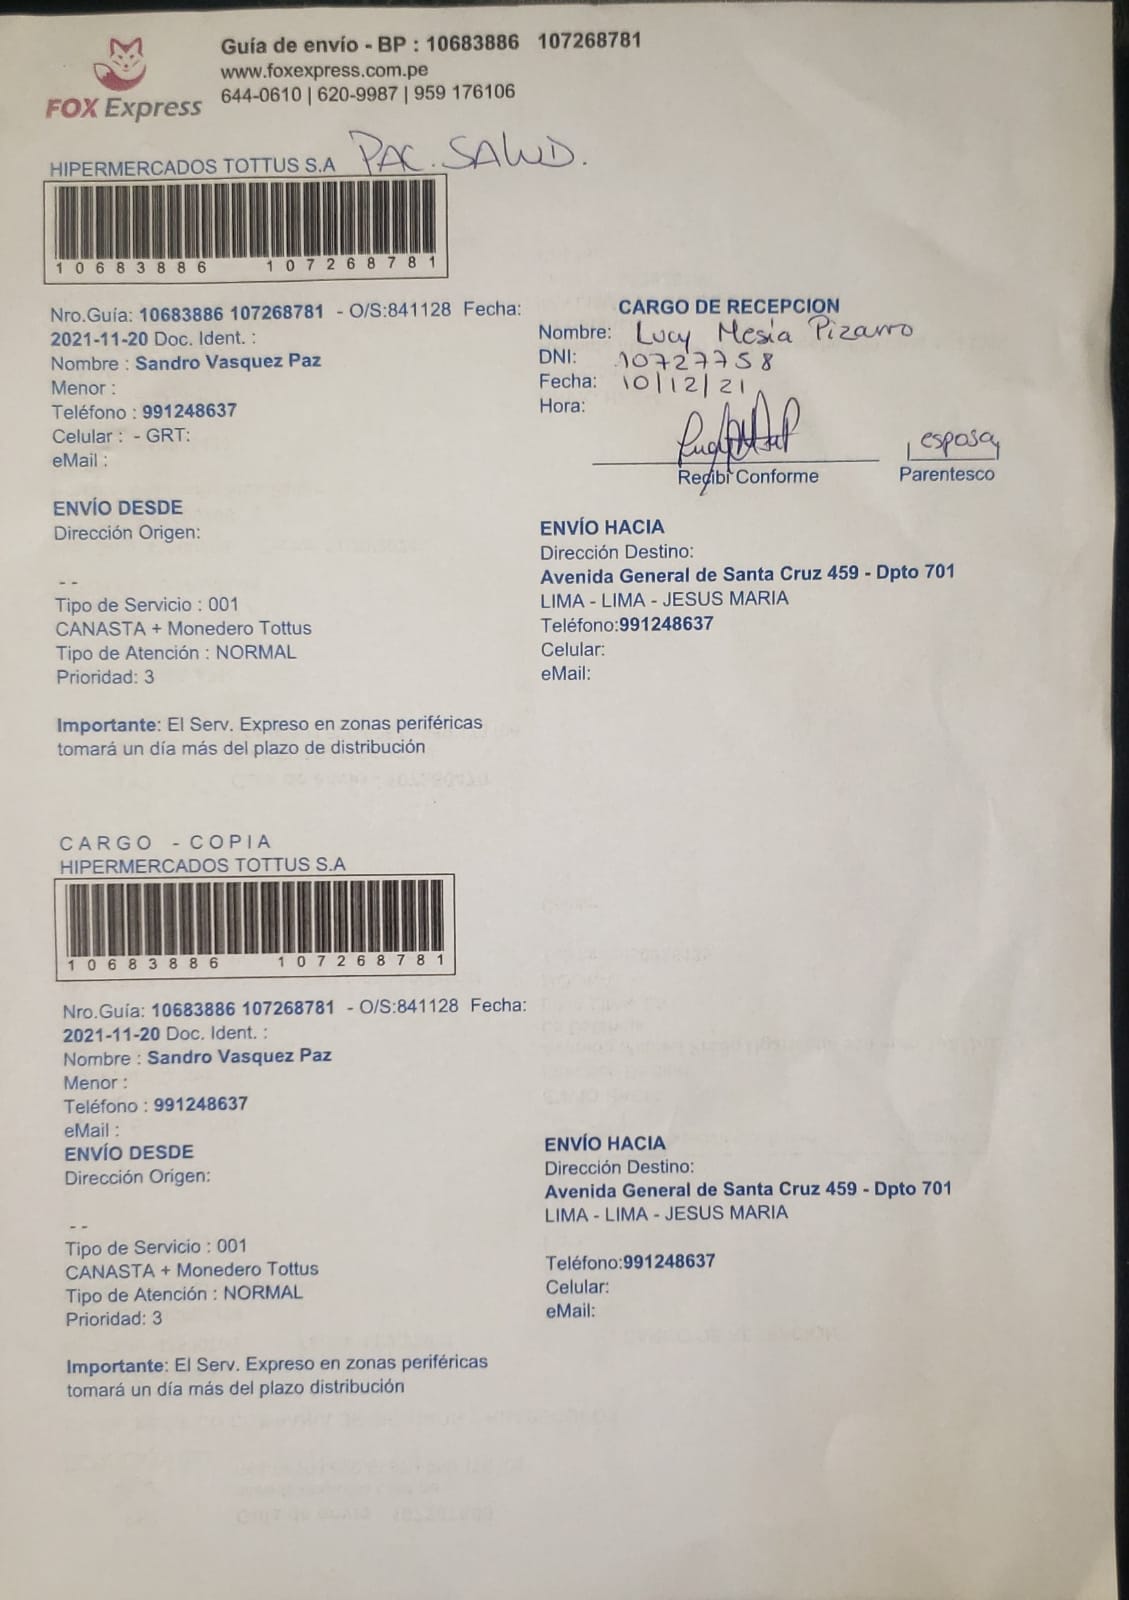 FOX Express
Guía de envío - BP : 10683886 107268781
www.foxexpress.com.pe
644-0610 | 620-9987 | 959 176106
HIPERMERCADOS TOTTUS S.A PAC. SALUD.
10683886 107268781
Nro.Guía: 10683886 107268781 - O/S:841128 Fecha:
2021-11-20 Doc. Ident. :
Nombre : Sandro Vasquez Paz
Menor :
Teléfono : 991248637
Celular : - GRT:
eMail :
CARGO DE RECEPCION
Nombre: Lucy Mesía Pizarro
DNI: 10727758
Fecha: 10/12/21
Hora:
esposa
Recibí Conforme Parentesco
ENVÍO DESDE
Dirección Origen:
- -
Tipo de Servicio : 001
CANASTA + Monedero Tottus
Tipo de Atención : NORMAL
Prioridad: 3
ENVÍO HACIA
Dirección Destino:
Avenida General de Santa Cruz 459 - Dpto 701
LIMA - LIMA - JESUS MARIA
Teléfono:991248637
Celular:
eMail:
Importante: El Serv. Expreso en zonas periféricas
tomará un día más del plazo de distribución
CARGO - COPIA
HIPERMERCADOS TOTTUS S.A
10683886 107268781
Nro.Guía: 10683886 107268781 - O/S:841128 Fecha:
2021-11-20 Doc. Ident. :
Nombre : Sandro Vasquez Paz
Menor :
Teléfono : 991248637
eMail :
ENVÍO DESDE
Dirección Origen:
- -
Tipo de Servicio : 001
CANASTA + Monedero Tottus
Tipo de Atención : NORMAL
Prioridad: 3
ENVÍO HACIA
Dirección Destino:
Avenida General de Santa Cruz 459 - Dpto 701
LIMA - LIMA - JESUS MARIA
Teléfono:991248637
Celular:
eMail:
Importante: El Serv. Expreso en zonas periféricas
tomará un día más del plazo distribución